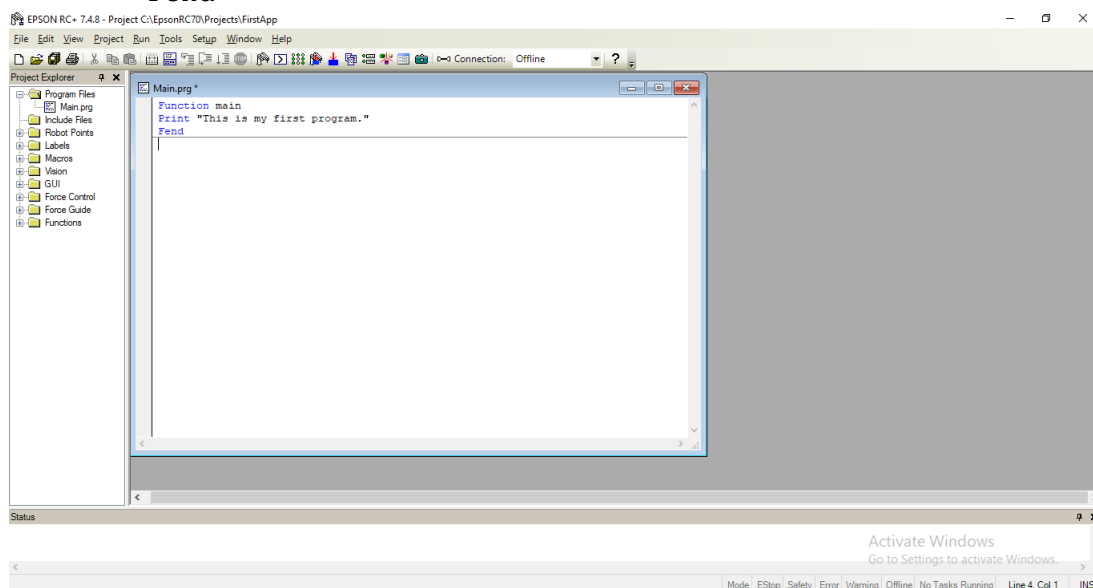 EPSON RC+ 7.4.8 - Project C:\EpsonRC70\Projects\FirstApp
File Edit View Project Run Tools Setup Window Help
Connection: Offline
Project Explorer
Program Files
Main.prg
Include Files
Robot Points
Labels
Macros
Vision
GUI
Force Control
Force Guide
Functions
Main.prg *
Function main
Print "This is my first program."
Fend
Status
Activate Windows
Go to Settings to activate Windows.
Mode EStop Safety Error Warning Offline No Tasks Running Line 4, Col 1 INS